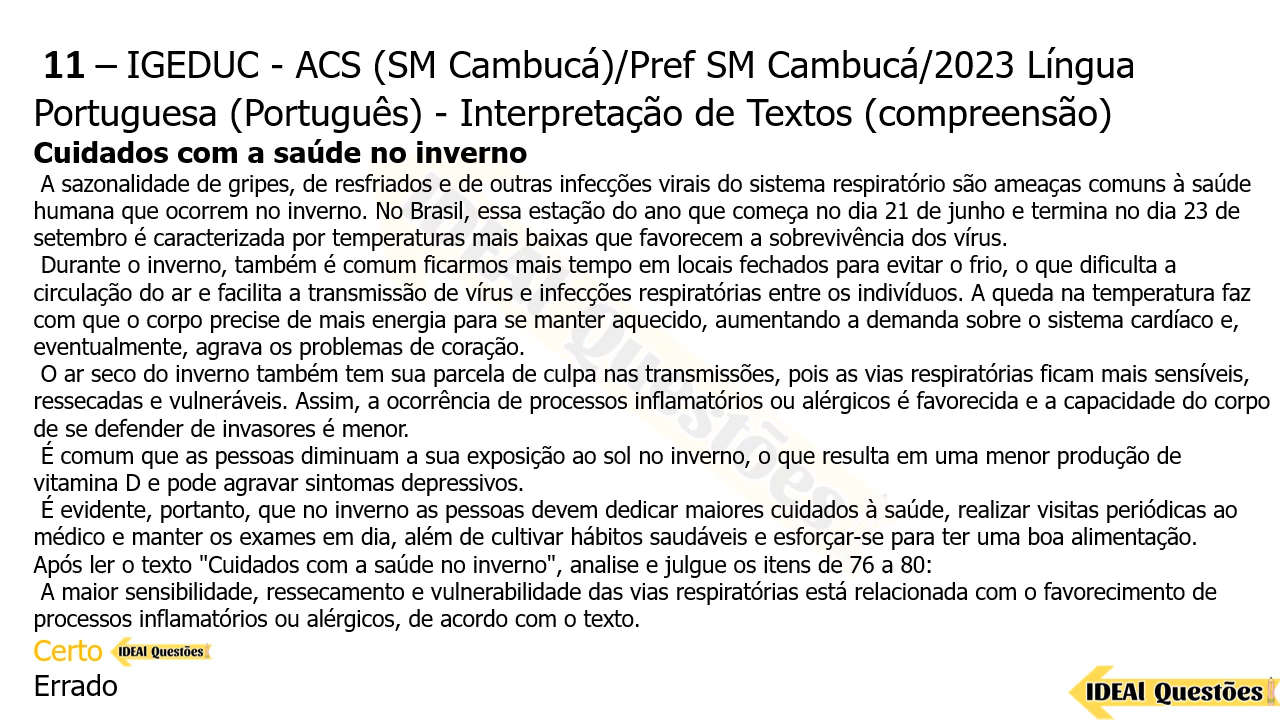 11 – IGEDUC - ACS (SM Cambucá)/Pref SM Cambucá/2023 Língua
Portuguesa (Português) - Interpretação de Textos (compreensão)
Cuidados com a saúde no inverno
A sazonalidade de gripes, de resfriados e de outras infecções virais do sistema respiratório são ameaças comuns à saúde
humana que ocorrem no inverno. No Brasil, essa estação do ano que começa no dia 21 de junho e termina no dia 23 de
setembro é caracterizada por temperaturas mais baixas que favorecem a sobrevivência dos vírus.
Durante o inverno, também é comum ficarmos mais tempo em locais fechados para evitar o frio, o que dificulta a
circulação do ar e facilita a transmissão de vírus e infecções respiratórias entre os indivíduos. A queda na temperatura faz
com que o corpo precise de mais energia para se manter aquecido, aumentando a demanda sobre o sistema cardíaco e,
eventualmente, agrava os problemas de coração.
O ar seco do inverno também tem sua parcela de culpa nas transmissões, pois as vias respiratórias ficam mais sensíveis,
ressecadas e vulneráveis. Assim, a ocorrência de processos inflamatórios ou alérgicos é favorecida e a capacidade do corpo
de se defender de invasores é menor.
É comum que as pessoas diminuam a sua exposição ao sol no inverno, o que resulta em uma menor produção de
vitamina D e pode agravar sintomas depressivos.
É evidente, portanto, que no inverno as pessoas devem dedicar maiores cuidados à saúde, realizar visitas periódicas ao
médico e manter os exames em dia, além de cultivar hábitos saudáveis e esforçar-se para ter uma boa alimentação.
Após ler o texto "Cuidados com a saúde no inverno", analise e julgue os itens de 76 a 80:
A maior sensibilidade, ressecamento e vulnerabilidade das vias respiratórias está relacionada com o favorecimento de
processos inflamatórios ou alérgicos, de acordo com o texto.
Certo IDEAl Questões
Errado
IDEAl Questões
IDEAl Questões